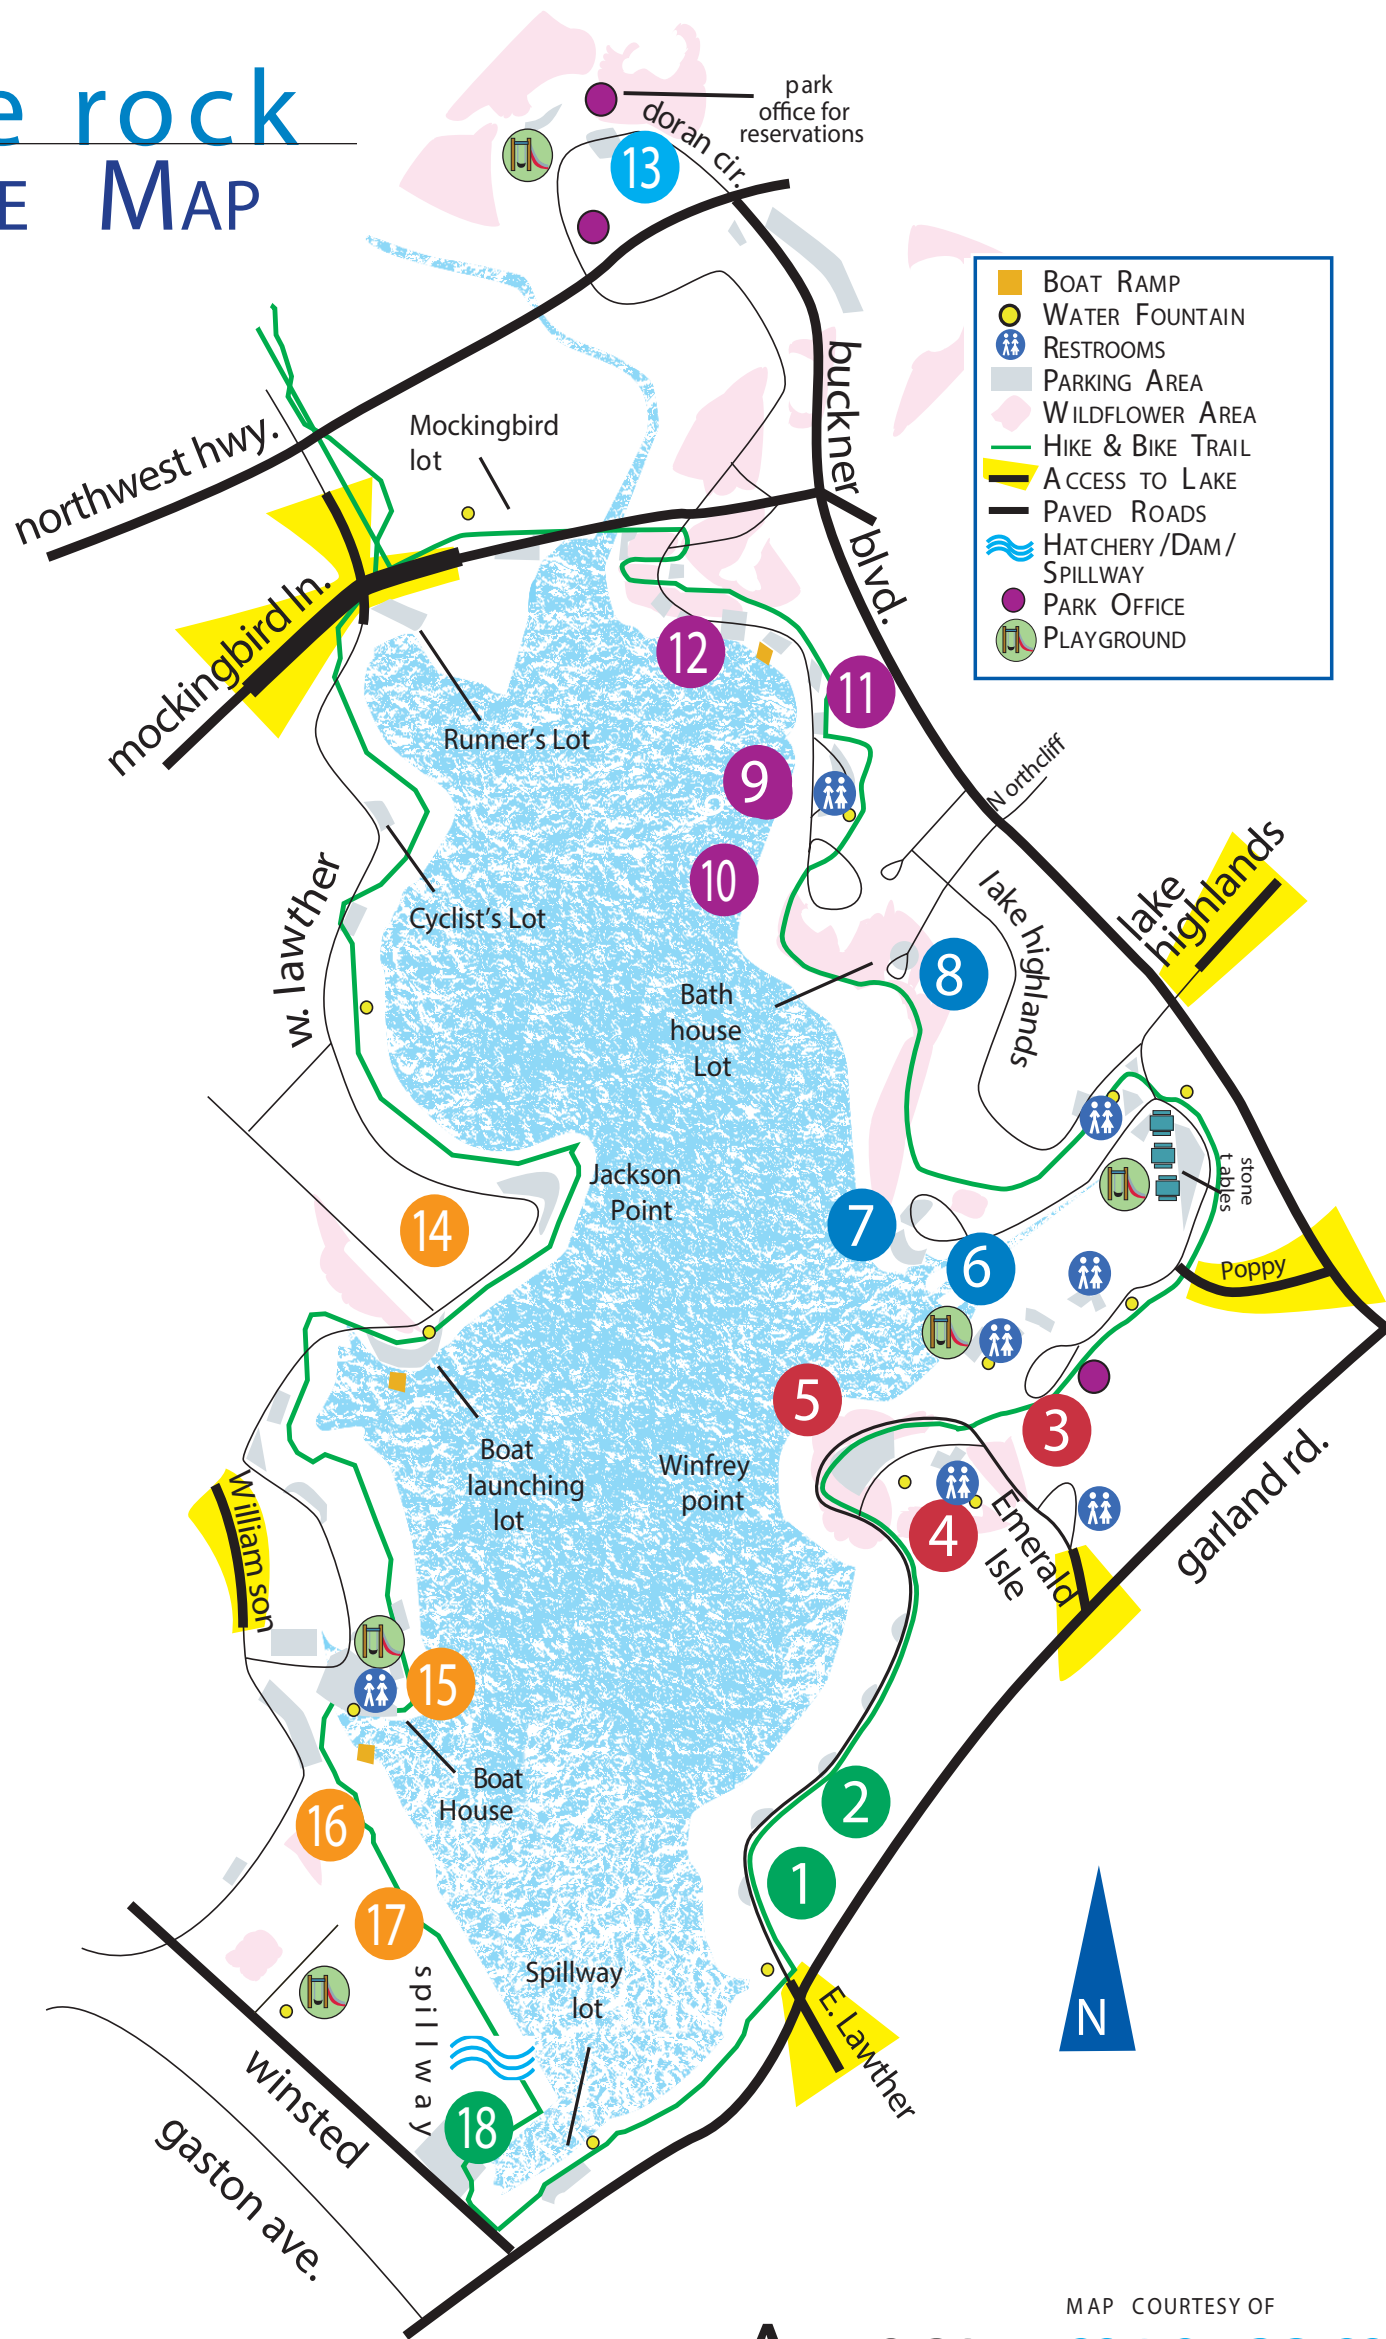 e rock
E MAP
park
office for
reservations
doran cir.
13
BOAT RAMP
WATER FOUNTAIN
RESTROOMS
PARKING AREA
WILDFLOWER AREA
HIKE & BIKE TRAIL
ACCESS TO LAKE
PAVED ROADS
HATCHERY/DAM/
SPILLWAY
PARK OFFICE
PLAYGROUND
buckner
blvd.
Mockingbird
lot
northwest hwy.
mockingbird ln.
12
11
Runner's Lot
9
Northcliff
10
w. lawther
Cyclist's Lot
lake highlands
lake
highlands
8
Bath
house
Lot
stone
tables
Jackson
Point
14
7
6
Poppy
5
3
Boat
launching
lot
Winfrey
point
garland rd.
Williamson
4
Emerald
Isle
15
Boat
House
2
16
1
17
spillway
Spillway
lot
E. Lawther
N
winsted
18
gaston ave.
MAP COURTESY OF